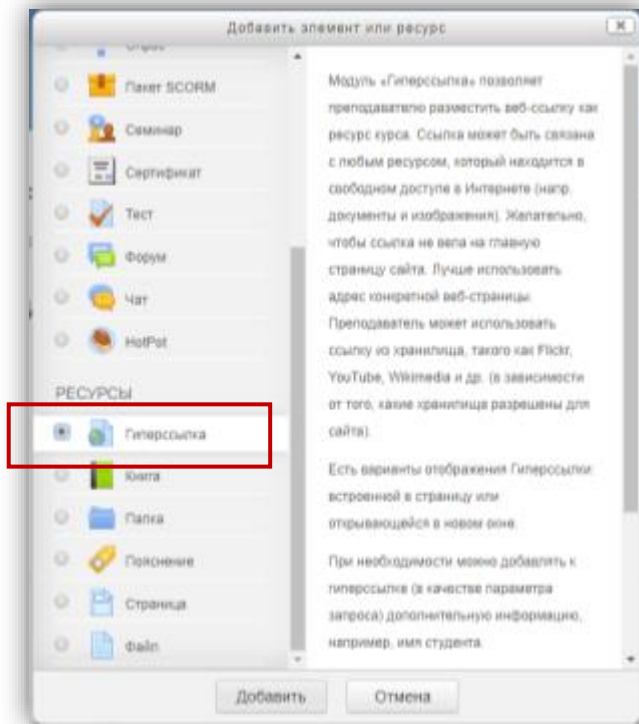 Добавить элемент или ресурс
Опрос
Пакет SCORM
Семинар
Сертификат
Тест
Форум
Чат
HotPot
РЕСУРСЫ
Гиперссылка
Книга
Папка
Пояснение
Страница
Файл
Модуль «Гиперссылка» позволяет
преподавателю разместить веб-ссылку как
ресурс курса. Ссылка может быть связана
с любым ресурсом, который находится в
свободном доступе в Интернете (напр.
документы и изображения). Желательно,
чтобы ссылка не вела на главную
страницу сайта. Лучше использовать
адрес конкретной веб-страницы.
Преподаватель может использовать
ссылку из хранилища, такого как Flickr,
YouTube, Wikimedia и др. (в зависимости
от того, какие хранилища разрешены для
сайта).
Есть варианты отображения Гиперссылки:
встроенной в страницу или
открывающейся в новом окне.
При необходимости можно добавлять к
гиперссылке (в качестве параметра
запроса) дополнительную информацию,
например, имя студента.
Добавить
Отмена